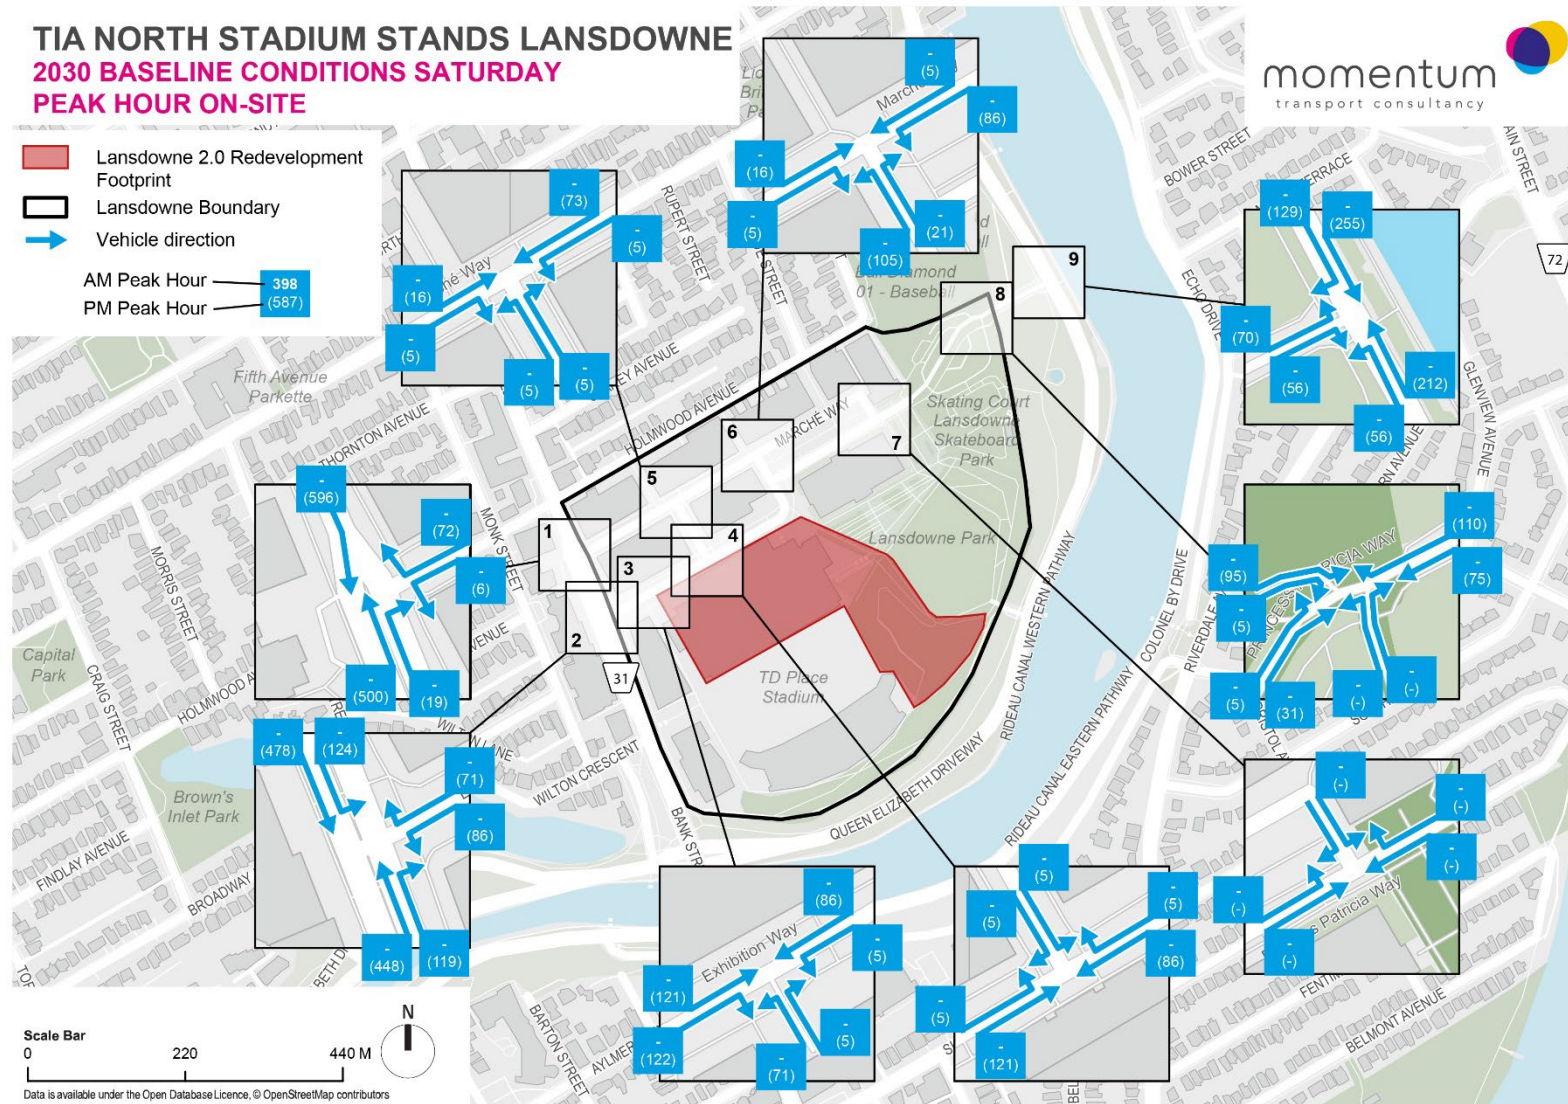 TIA NORTH STADIUM STANDS LANSDOWNE
2030 BASELINE CONDITIONS SATURDAY
PEAK HOUR ON-SITE
momentum
transport consultancy
Lansdowne 2.0 Redevelopment
Footprint
Lansdowne Boundary
Vehicle direction
AM Peak Hour
398
PM Peak Hour
(587)
-
(73)
-
(5)
-
(16)
-
(5)
-
(5)
-
(5)
-
(5)
-
(86)
-
(16)
-
(5)
-
(105)
-
(21)
-
(129)
-
(255)
-
(70)
-
(56)
-
(212)
-
(56)
-
(596)
-
(72)
-
(6)
-
(500)
-
(19)
-
(110)
-
(95)
-
(75)
-
(5)
-
(5)
-
(31)
-
(-)
-
(-)
-
(478)
-
(124)
-
(71)
-
(86)
-
(448)
-
(119)
-
(-)
-
(-)
-
(-)
-
(-)
-
(-)
-
(86)
-
(5)
-
(121)
-
(122)
-
(71)
-
(5)
-
(5)
-
(5)
-
(5)
-
(86)
-
(5)
-
(121)
1
2
3
4
5
6
7
8
9
31
72
BOWER STREET
RUPERT STREET
ECHO DRIVE
GLENVIEW AVENUE
Fifth Avenue
Parkette
THORNTON AVENUE
HOLMWOOD AVENUE
MARCHÉ WAY
01 - Baseball
Skating Court
Lansdowne
Skateboard
Park
Lansdowne Park
TD Place
Stadium
MONK STREET
MORRIS STREET
CRAIG STREET
Capital
Park
Brown's
Inlet Park
FINDLAY AVENUE
BROADWAY
WILTON CRESCENT
QUEEN ELIZABETH DRIVEWAY
RIDEAU CANAL WESTERN PATHWAY
RIDEAU CANAL EASTERN PATHWAY
COLONEL BY DRIVE
Exhibition Way
BARTON STREET
BELMONT AVENUE
N
Scale Bar
0
220
440 M
Data is available under the Open Database Licence, © OpenStreetMap contributors